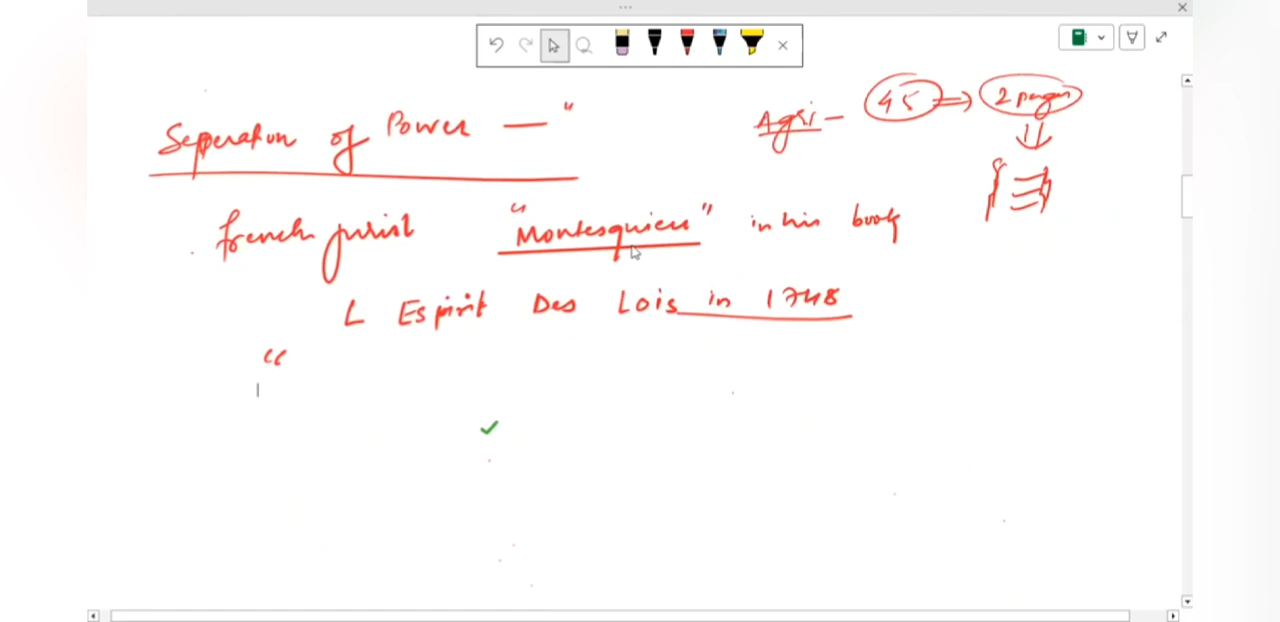 Seperation of Power — "
Agri - 45 ⇒ 2 pages
French jurist "Montesquieu" in his book
L Espirit Des Lois in 1748
"